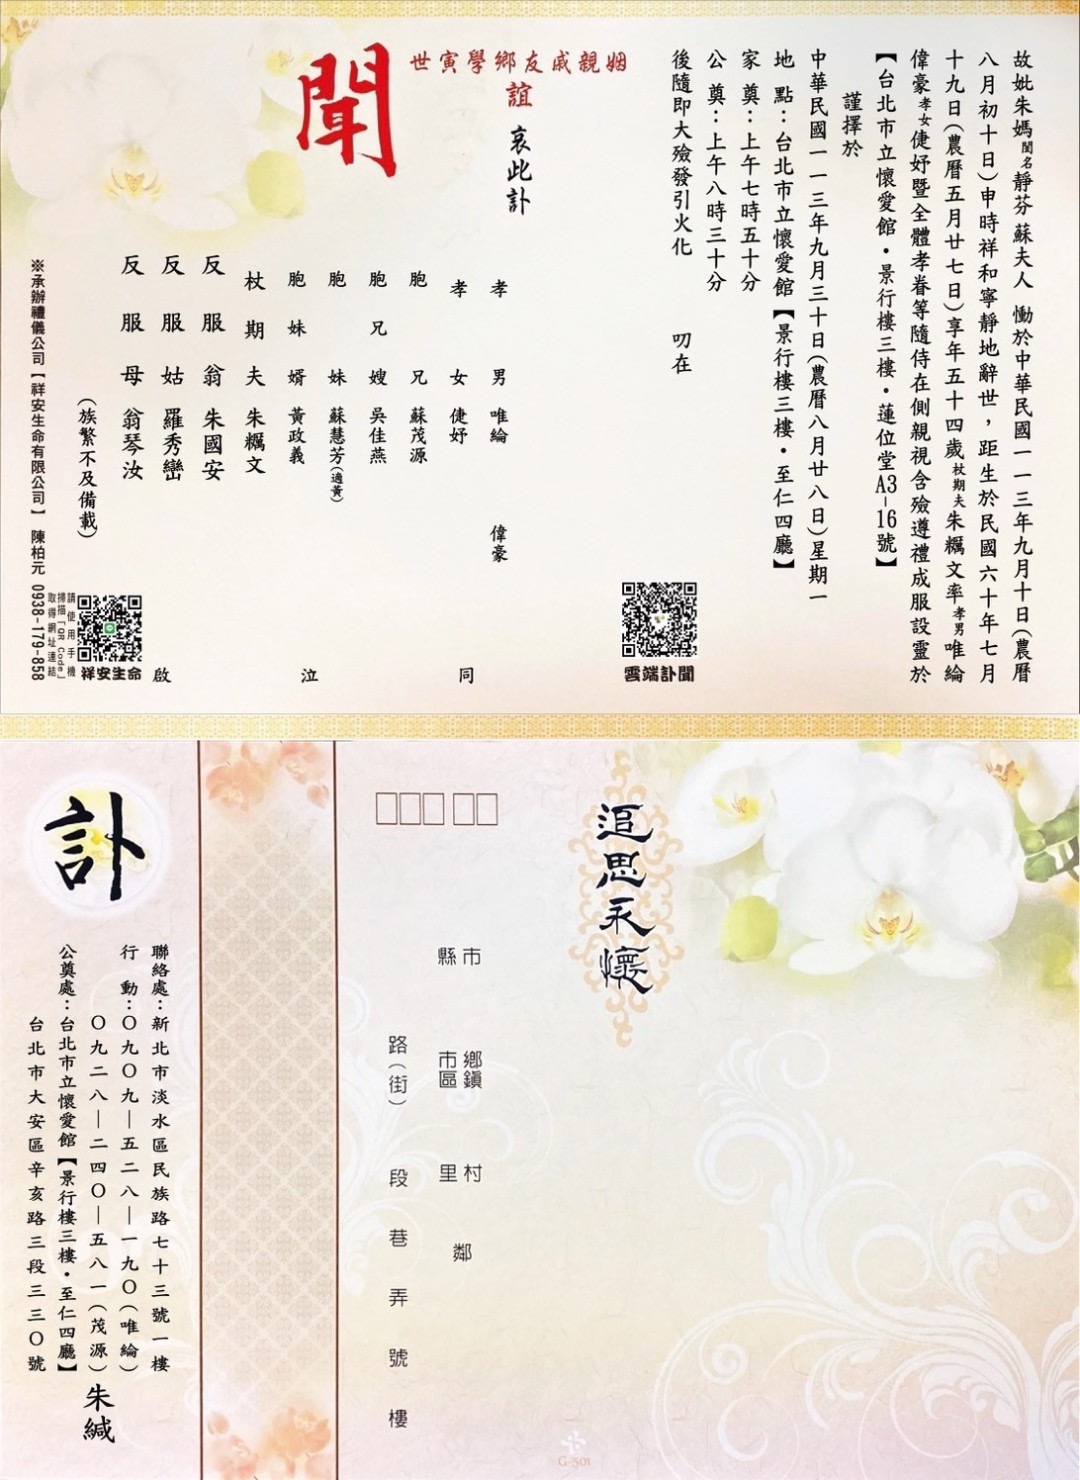 故妣朱媽閨名靜芬蘇夫人 慟於中華民國一一三年九月十日(農曆
八月初十日)申時祥和寧靜地辭世，距生於民國六十年七月
十九日(農曆五月廿七日)享年五十四歲杖期夫朱糲文率孝男唯綸
偉豪孝女倢妤暨全體孝眷等隨侍在側親視含殮遵禮成服設靈於
【台北市立懷愛館・景行樓三樓・蓮位堂A3-16號】
謹擇於
中華民國一一三年九月三十日(農曆八月廿八日)星期一
地 點：台北市立懷愛館【景行樓三樓・至仁四廳】
家 奠：上午七時五十分
公 奠：上午八時三十分
後隨即大殮發引火化 叨在
姻親戚友鄉學寅世
誼 哀此訃
聞
孝男 唯綸 偉豪
孝女 倢妤
胞兄 蘇茂源
胞兄嫂 吳佳燕
胞妹 蘇慧芳(適黃)
胞妹婿 黃政義
杖期夫 朱糲文
反服翁 朱國安
反服姑 羅秀巒
反服母 翁琴汝
(族繁不及備載)
同 泣 啟
雲端訃聞
祥安生命
請使用手機
掃描「QR Code」
取得網址連結
※承辦禮儀公司【祥安生命有限公司】 陳柏元 0938-179-858
追思永懷
市
縣
鄉鎮
市區
村
里
鄰
路(街) 段 巷 弄 號 樓
訃
聯絡處：新北市淡水區民族路七十三號一樓
行 動：０九０九—五二八—一九０(唯綸)
０九二八—二四０—五八一(茂源)
公奠處：台北市立懷愛館【景行樓三樓・至仁四廳】
台北市大安區辛亥路三段三三０號
朱緘
G-501